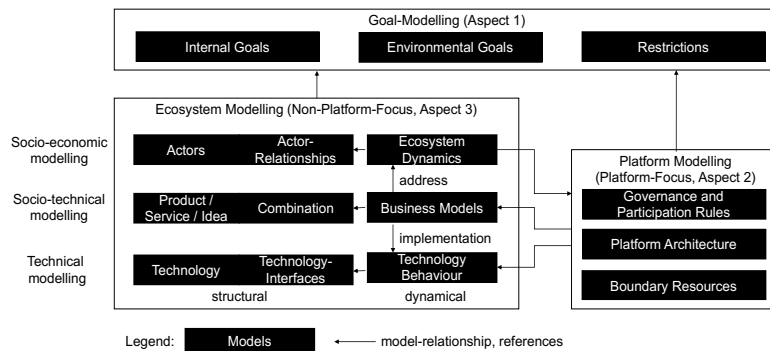 Goal-Modelling (Aspect 1)
Internal Goals
Environmental Goals
Restrictions
Ecosystem Modelling (Non-Platform-Focus, Aspect 3)
Socio-economic
modelling
Actors
Actor-
Relationships
Ecosystem
Dynamics
address
Socio-technical
modelling
Product /
Service / Idea
Combination
Business Models
implementation
Technical
modelling
Technology
Technology-
Interfaces
Technology
Behaviour
structural
dynamical
Platform Modelling
(Platform-Focus, Aspect 2)
Governance and
Participation Rules
Platform Architecture
Boundary Resources
Legend:
Models
model-relationship, references